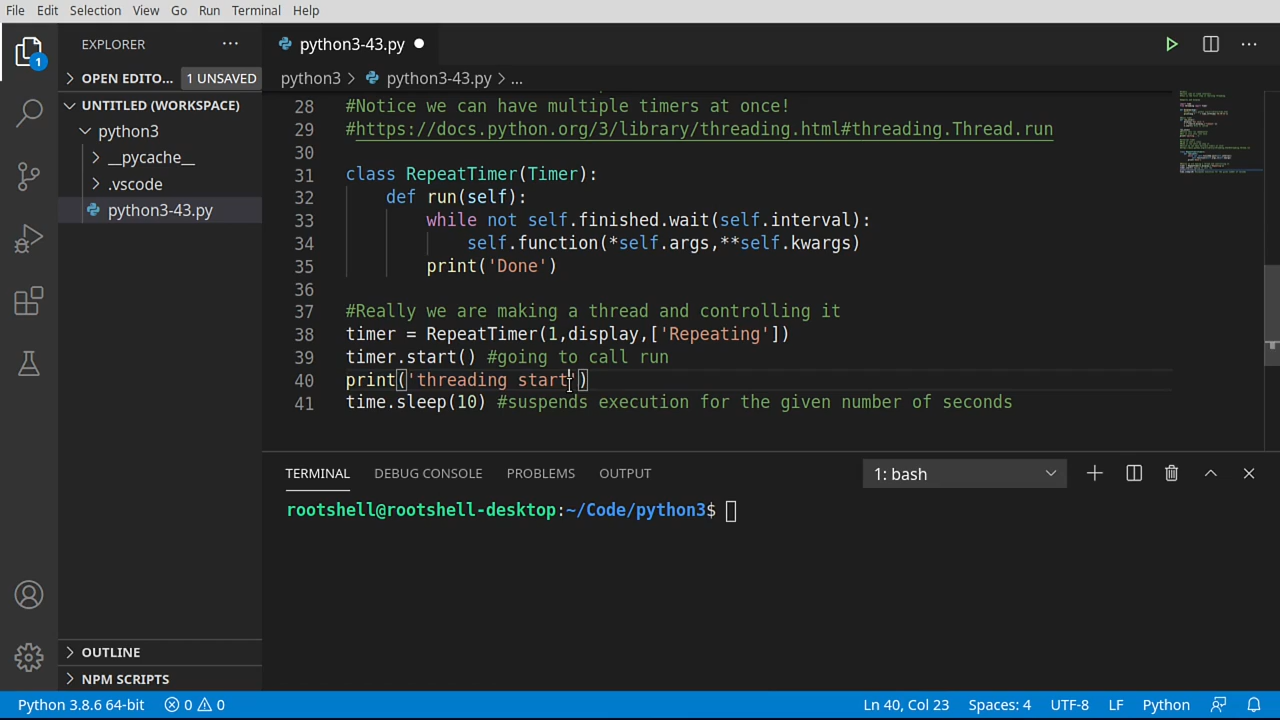 File Edit Selection View Go Run Terminal Help
EXPLORER
python3-43.py
1
OPEN EDITO... 1 UNSAVED
python3 > python3-43.py > ...
UNTITLED (WORKSPACE)
python3
__pycache__
.vscode
python3-43.py
28 #Notice we can have multiple timers at once!
29 #https://docs.python.org/3/library/threading.html#threading.Thread.run
30
31 class RepeatTimer(Timer):
32 def run(self):
33 while not self.finished.wait(self.interval):
34 self.function(*self.args,**self.kwargs)
35 print('Done')
36
37 #Really we are making a thread and controlling it
38 timer = RepeatTimer(1,display,['Repeating'])
39 timer.start() #going to call run
40 print('threading start')
41 time.sleep(10) #suspends execution for the given number of seconds
TERMINAL DEBUG CONSOLE PROBLEMS OUTPUT 1: bash
rootshell@rootshell-desktop:~/Code/python3$
OUTLINE
NPM SCRIPTS
Python 3.8.6 64-bit 0 0 Ln 40, Col 23 Spaces: 4 UTF-8 LF Python